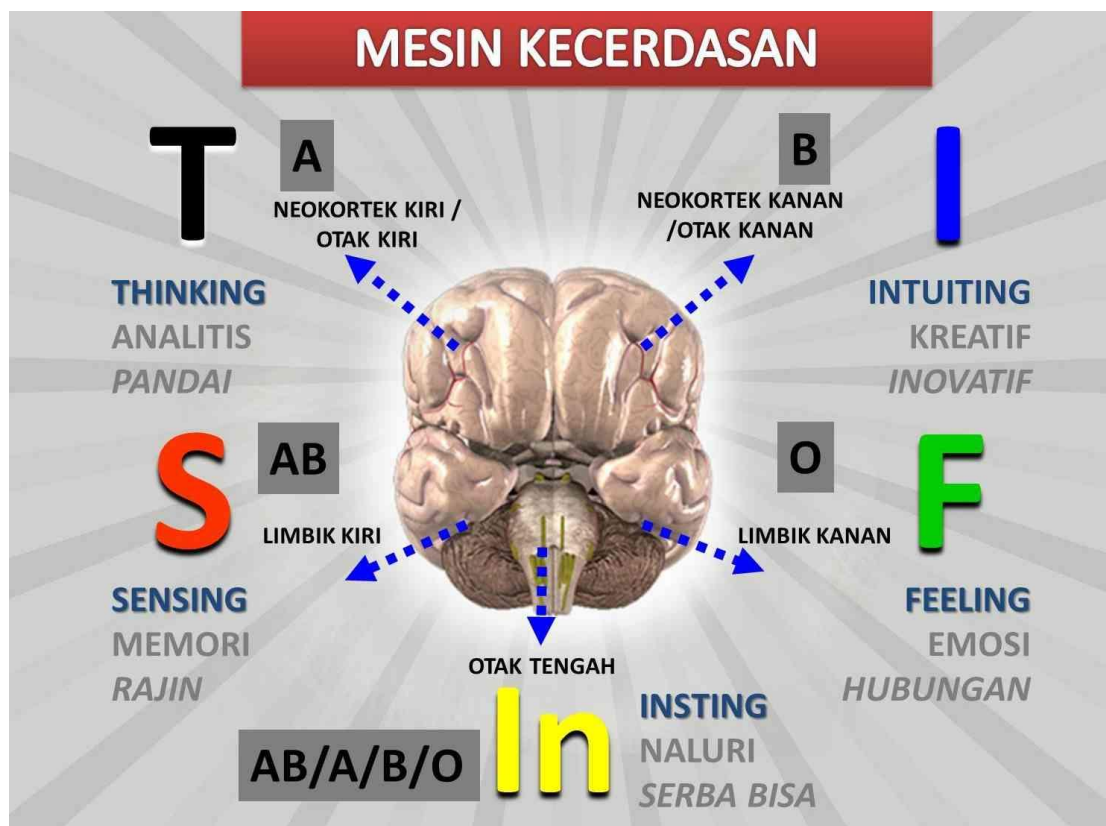 MESIN KECERDASAN
T
A
NEOKORTEK KIRI /
OTAK KIRI
THINKING
ANALITIS
PANDAI
B
I
NEOKORTEK KANAN
/OTAK KANAN
INTUITING
KREATIF
INOVATIF
S
AB
LIMBIK KIRI
SENSING
MEMORI
RAJIN
O
F
LIMBIK KANAN
FEELING
EMOSI
HUBUNGAN
OTAK TENGAH
AB/A/B/O
In
INSTING
NALURI
SERBA BISA